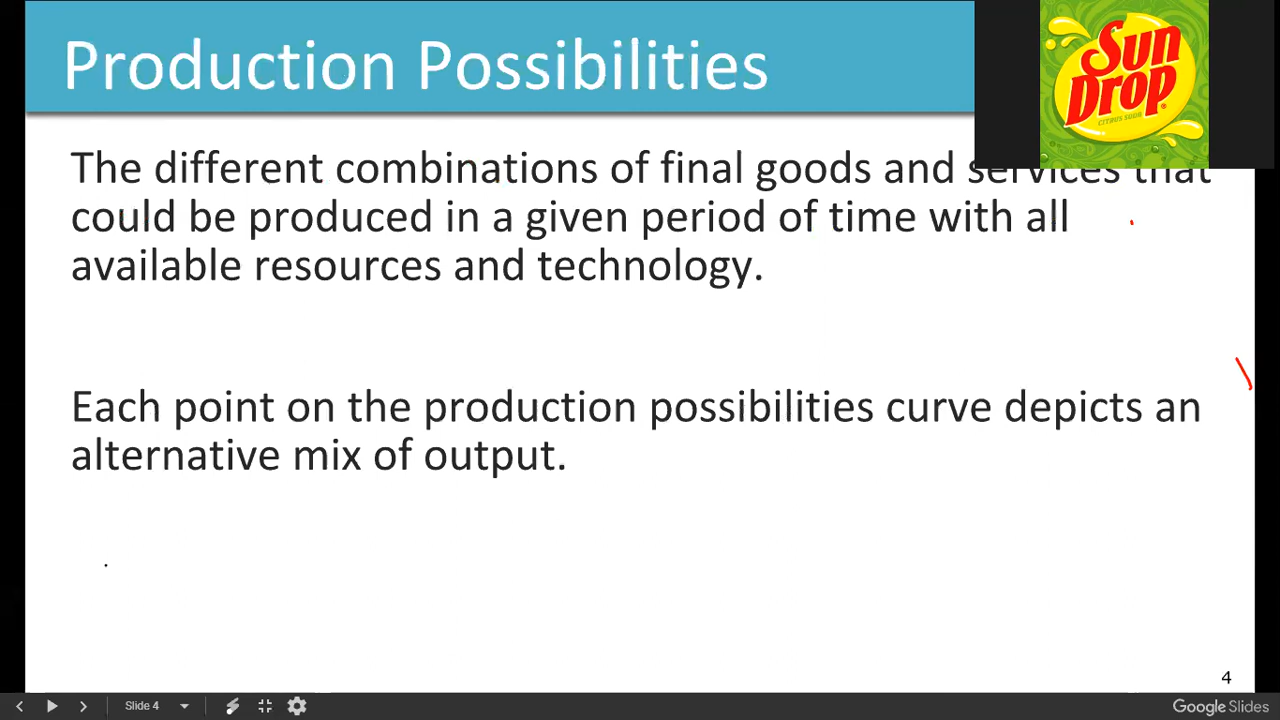 Production Possibilities
Sun
Drop
CITRUS SODA
The different combinations of final goods and services that
could be produced in a given period of time with all
available resources and technology.
Each point on the production possibilities curve depicts an
alternative mix of output.
4
Slide 4
Google Slides